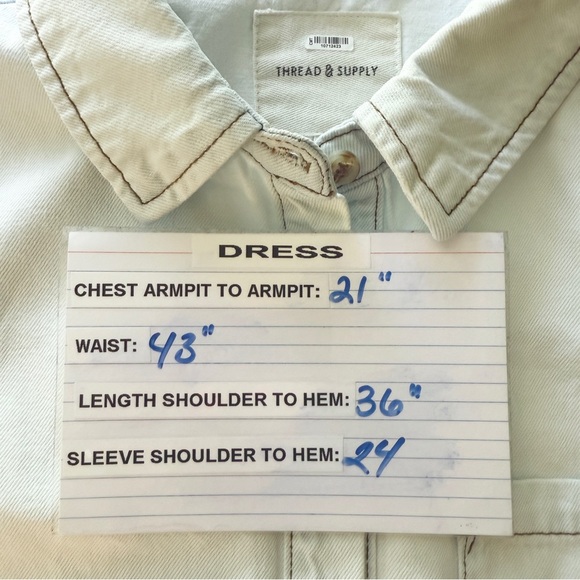 10712423
THREAD & SUPPLY
DRESS
CHEST ARMPIT TO ARMPIT: 21"
WAIST: 43"
LENGTH SHOULDER TO HEM: 36"
SLEEVE SHOULDER TO HEM: 24